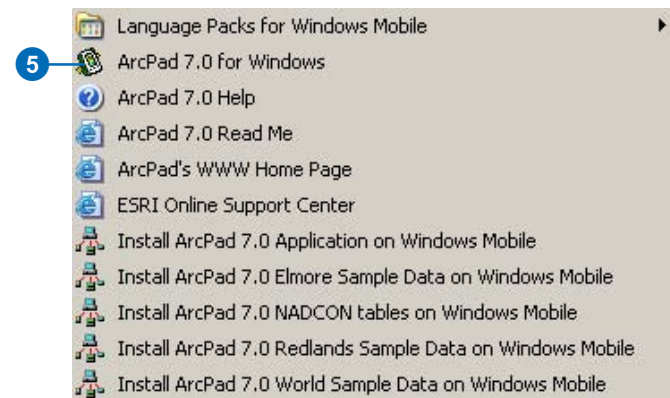 Language Packs for Windows Mobile
5 ArcPad 7.0 for Windows
ArcPad 7.0 Help
ArcPad 7.0 Read Me
ArcPad's WWW Home Page
ESRI Online Support Center
Install ArcPad 7.0 Application on Windows Mobile
Install ArcPad 7.0 Elmore Sample Data on Windows Mobile
Install ArcPad 7.0 NADCON tables on Windows Mobile
Install ArcPad 7.0 Redlands Sample Data on Windows Mobile
Install ArcPad 7.0 World Sample Data on Windows Mobile